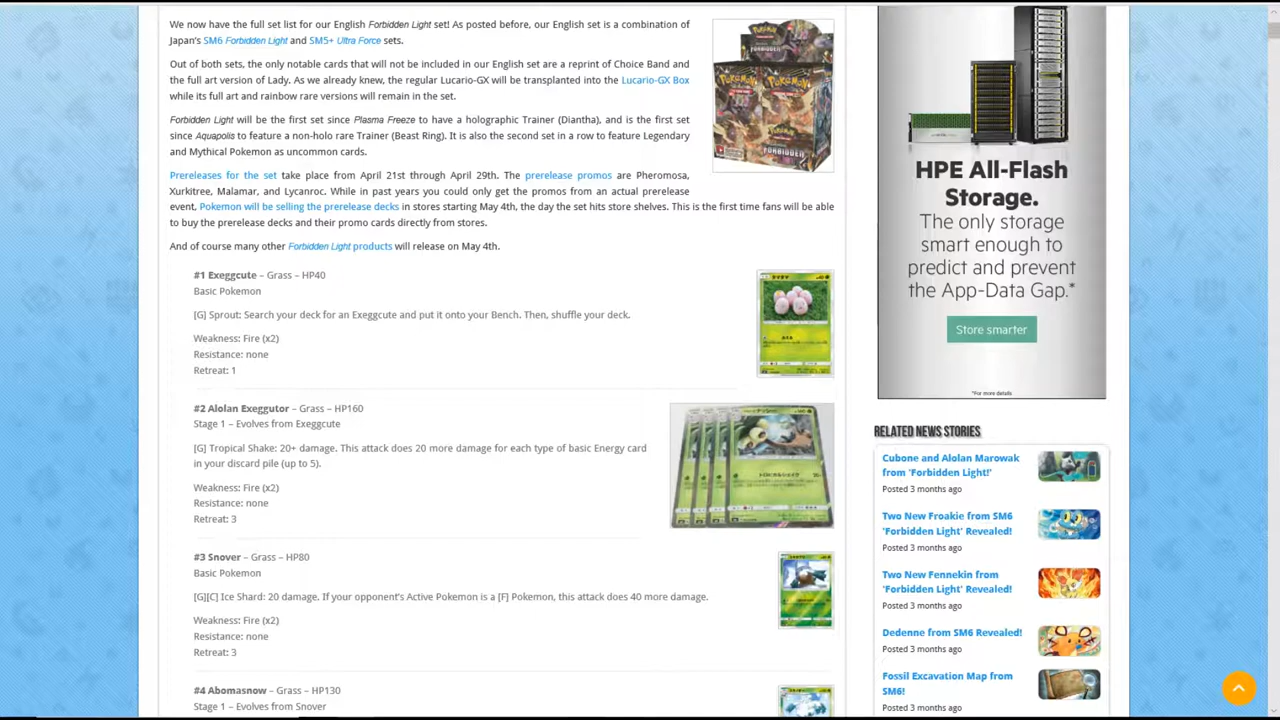 We now have the full set list for our English Forbidden Light set! As posted before, our English set is a combination of
Japan's SM6 Forbidden Light and SM5+ Ultra Force sets.
Out of both sets, the only notable cards that will not be included in our English set are a reprint of Choice Band and
the full art version of Lady. As we already knew, the regular Lucario-GX will be transplanted into the Lucario-GX Box
while its full art and rainbow rare versions will remain in the set.
Forbidden Light will be the first set since Plasma Freeze to have a holographic Trainer (Diantha), and is the first set
since Aquapolis to feature a non-holo rare Trainer (Beast Ring). It is also the second set in a row to feature Legendary
and Mythical Pokemon as uncommon cards.
Prereleases for the set take place from April 21st through April 29th. The prerelease promos are Pheromosa,
Xurkitree, Malamar, and Lycanroc. While in past years you could only get the promos from an actual prerelease
event, Pokemon will be selling the prerelease decks in stores starting May 4th, the day the set hits store shelves. This is the first time fans will be able
to buy the prerelease decks and their promo cards directly from stores.
And of course many other Forbidden Light products will release on May 4th.
#1 Exeggcute – Grass – HP40
Basic Pokemon
[G] Sprout: Search your deck for an Exeggcute and put it onto your Bench. Then, shuffle your deck.
Weakness: Fire (x2)
Resistance: none
Retreat: 1
#2 Alolan Exeggutor – Grass – HP160
Stage 1 – Evolves from Exeggcute
[G] Tropical Shake: 20+ damage. This attack does 20 more damage for each type of basic Energy card
in your discard pile (up to 5).
Weakness: Fire (x2)
Resistance: none
Retreat: 3
#3 Snover – Grass – HP80
Basic Pokemon
[G][C] Ice Shard: 20 damage. If your opponent's Active Pokemon is a [F] Pokemon, this attack does 40 more damage.
Weakness: Fire (x2)
Resistance: none
Retreat: 3
#4 Abomasnow – Grass – HP130
Stage 1 – Evolves from Snover
HPE All-Flash
Storage.
The only storage
smart enough to
predict and prevent
the App-Data Gap.*
Store smarter
*For more details
RELATED NEWS STORIES
Cubone and Alolan Marowak
from 'Forbidden Light!'
Posted 3 months ago
Two New Froakie from SM6
'Forbidden Light' Revealed!
Posted 3 months ago
Two New Fennekin from
'Forbidden Light' Revealed!
Posted 3 months ago
Dedenne from SM6 Revealed!
Posted 3 months ago
Fossil Excavation Map from
SM6!
Posted 3 months ago